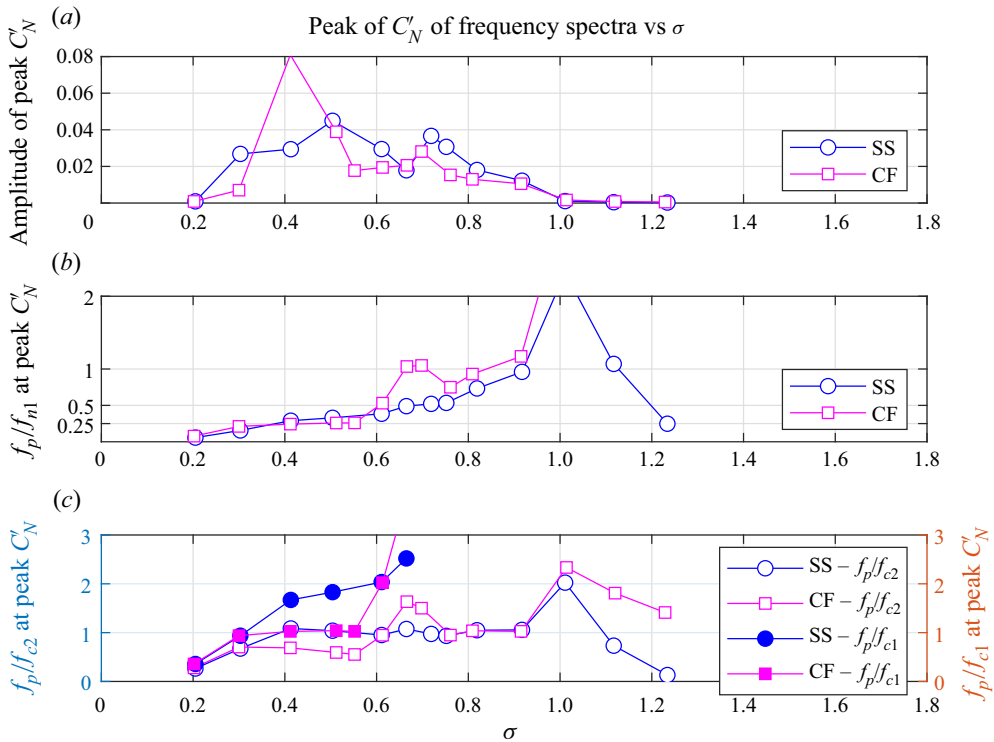 (a)
Peak of C′N of frequency spectra vs σ
Amplitude of peak C′N
0.08
0.06
0.04
0.02
0 0.2 0.4 0.6 0.8 1.0 1.2 1.4 1.6 1.8
SS
CF
(b)
fp/fn1 at peak C′N
2
1
0.5
0.25
0 0.2 0.4 0.6 0.8 1.0 1.2 1.4 1.6 1.8
SS
CF
(c)
fp/fc2 at peak C′N
3
2
1
0
SS – fp/fc2
CF – fp/fc2
SS – fp/fc1
CF – fp/fc1
3
2
1
0
fp/fc1 at peak C′N
0 0.2 0.4 0.6 0.8 1.0 1.2 1.4 1.6 1.8
σ